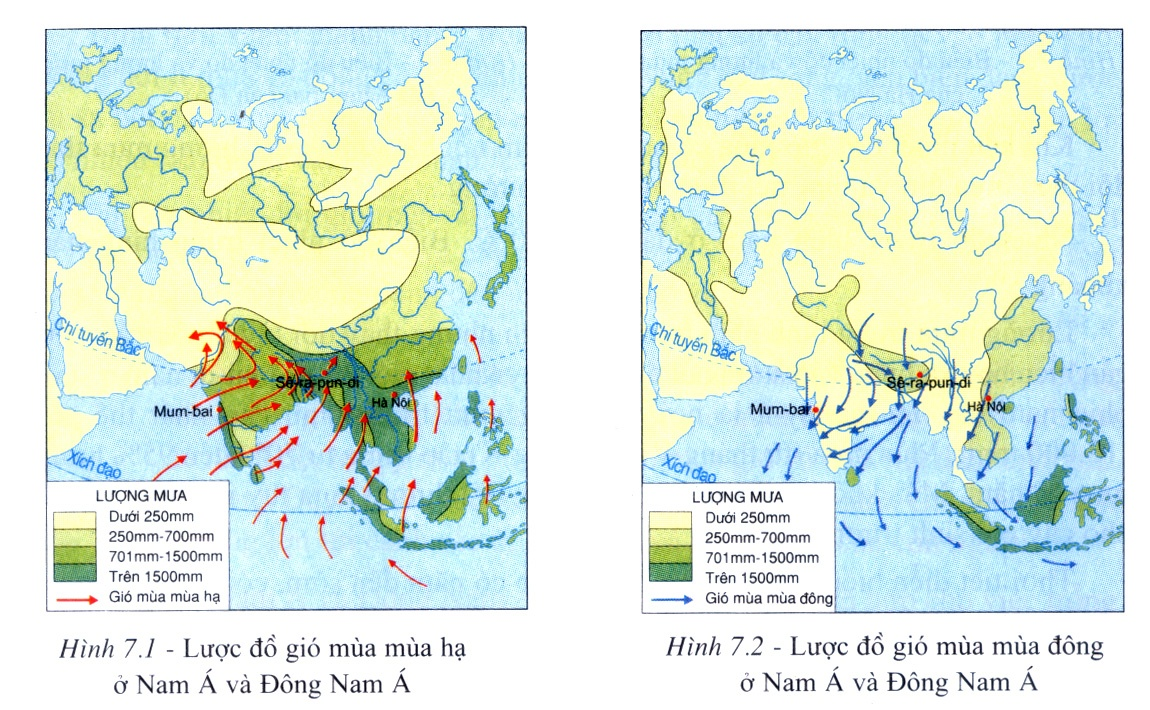 Chí tuyến Bắc
Sê-ra-pun-di
Mum-bai
Hà Nội
Xích đạo
LƯỢNG MƯA
Dưới 250mm
250mm-700mm
701mm-1500mm
Trên 1500mm
Gió mùa mùa hạ
Hình 7.1 - Lược đồ gió mùa mùa hạ
ở Nam Á và Đông Nam Á
Chí tuyến Bắc
Sê-ra-pun-di
Mum-bai
Hà Nội
Xích đạo
LƯỢNG MƯA
Dưới 250mm
250mm-700mm
701mm-1500mm
Trên 1500mm
Gió mùa mùa đông
Hình 7.2 - Lược đồ gió mùa mùa đông
ở Nam Á và Đông Nam Á